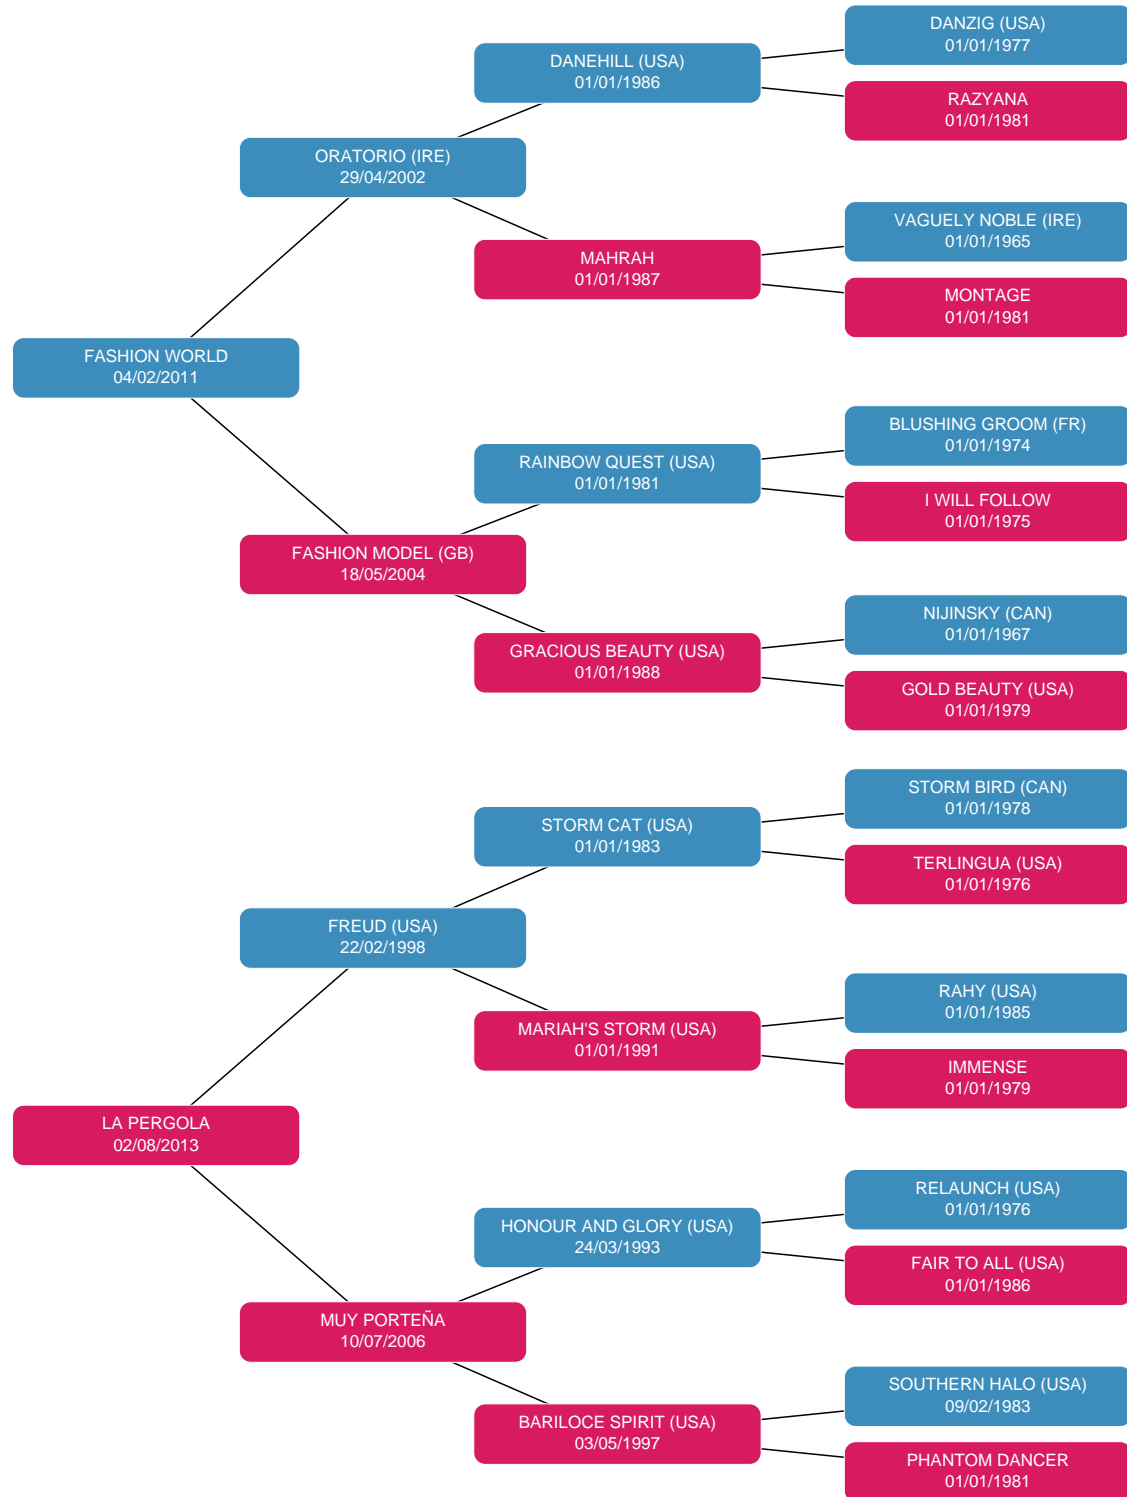 DANZIG (USA)
01/01/1977
DANEHILL (USA)
01/01/1986
RAZYANA
01/01/1981
ORATORIO (IRE)
29/04/2002
VAGUELY NOBLE (IRE)
01/01/1965
MAHRAH
01/01/1987
MONTAGE
01/01/1981
FASHION WORLD
04/02/2011
BLUSHING GROOM (FR)
01/01/1974
RAINBOW QUEST (USA)
01/01/1981
I WILL FOLLOW
01/01/1975
FASHION MODEL (GB)
18/05/2004
NIJINSKY (CAN)
01/01/1967
GRACIOUS BEAUTY (USA)
01/01/1988
GOLD BEAUTY (USA)
01/01/1979
STORM BIRD (CAN)
01/01/1978
STORM CAT (USA)
01/01/1983
TERLINGUA (USA)
01/01/1976
FREUD (USA)
22/02/1998
RAHY (USA)
01/01/1985
MARIAH'S STORM (USA)
01/01/1991
IMMENSE
01/01/1979
LA PERGOLA
02/08/2013
RELAUNCH (USA)
01/01/1976
HONOUR AND GLORY (USA)
24/03/1993
FAIR TO ALL (USA)
01/01/1986
MUY PORTEÑA
10/07/2006
SOUTHERN HALO (USA)
09/02/1983
BARILOCE SPIRIT (USA)
03/05/1997
PHANTOM DANCER
01/01/1981